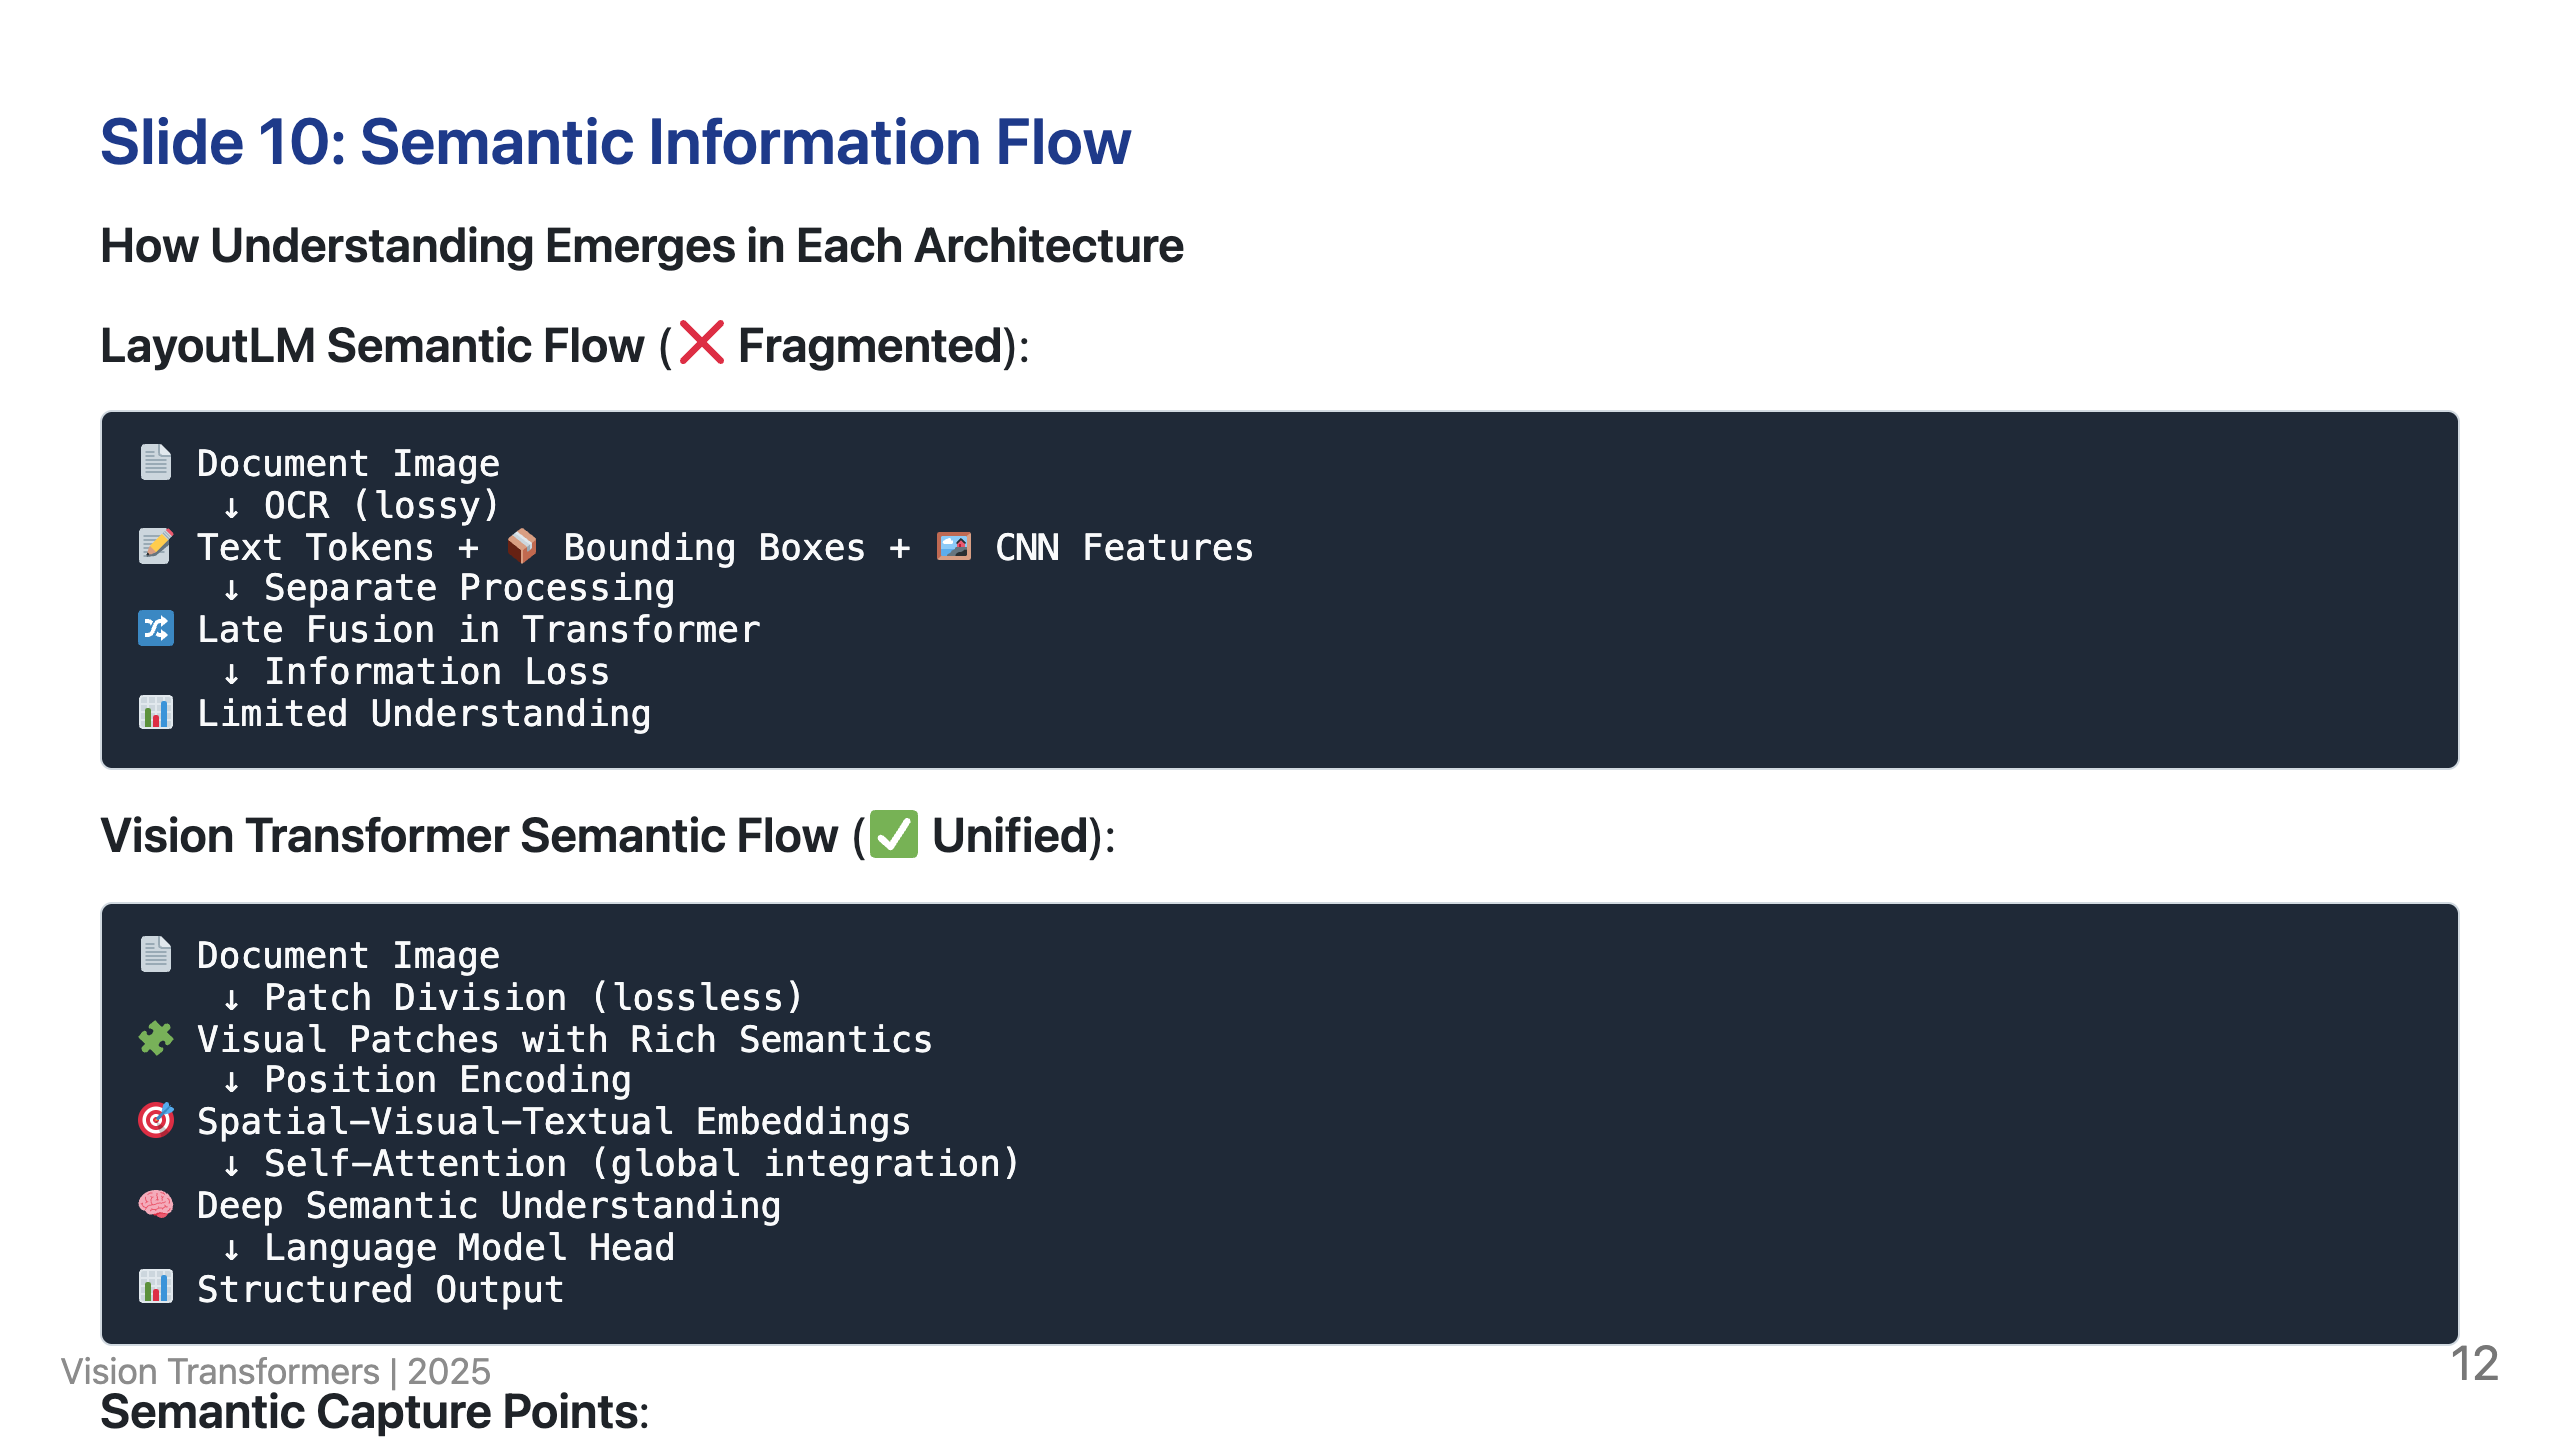 Slide 10: Semantic Information Flow
How Understanding Emerges in Each Architecture
LayoutLM Semantic Flow (❌ Fragmented):
📄 Document Image
↓ OCR (lossy)
📝 Text Tokens + 📦 Bounding Boxes + 🖼️ CNN Features
↓ Separate Processing
🔀 Late Fusion in Transformer
↓ Information Loss
📊 Limited Understanding
Vision Transformer Semantic Flow (✅ Unified):
📄 Document Image
↓ Patch Division (lossless)
🧩 Visual Patches with Rich Semantics
↓ Position Encoding
🎯 Spatial-Visual-Textual Embeddings
↓ Self-Attention (global integration)
🧠 Deep Semantic Understanding
↓ Language Model Head
📊 Structured Output
Vision Transformers | 2025
12
Semantic Capture Points: